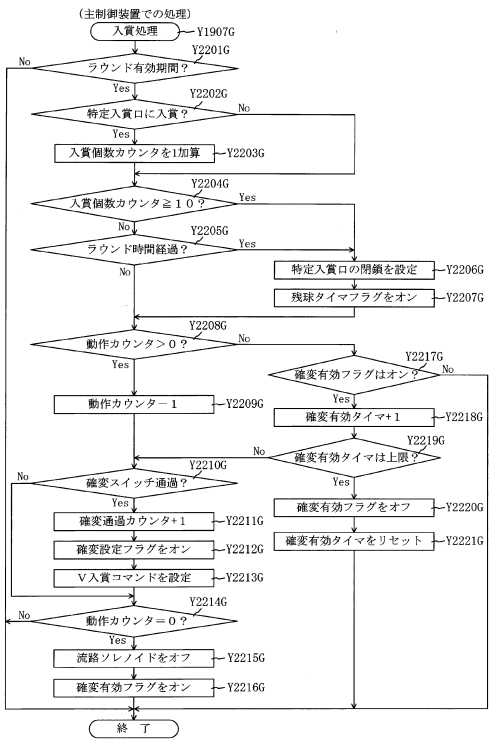 (主制御装置での処理)
入賞処理
Y1907G
Y2201G
No
ラウンド有効期間？
Yes
Y2202G
特定入賞口に入賞？
No
Yes
入賞個数カウンタを1加算
Y2203G
Y2204G
入賞個数カウンタ≧１０？
Yes
No
Y2205G
ラウンド時間経過？
Yes
No
特定入賞口の閉鎖を設定
Y2206G
残球タイマフラグをオン
Y2207G
Y2208G
動作カウンタ＞０？
No
Yes
Y2217G
確変有効フラグはオン？
No
Yes
動作カウンタ－１
Y2209G
確変有効タイマ+１
Y2218G
Y2219G
確変有効タイマは上限？
No
Yes
Y2210G
確変スイッチ通過？
No
Yes
確変有効フラグをオフ
Y2220G
確変通過カウンタ+１
Y2211G
確変有効タイマをリセット
Y2221G
確変設定フラグをオン
Y2212G
Ｖ入賞コマンドを設定
Y2213G
Y2214G
No
動作カウンタ＝０？
Yes
流路ソレノイドをオフ
Y2215G
確変有効フラグをオン
Y2216G
終 了